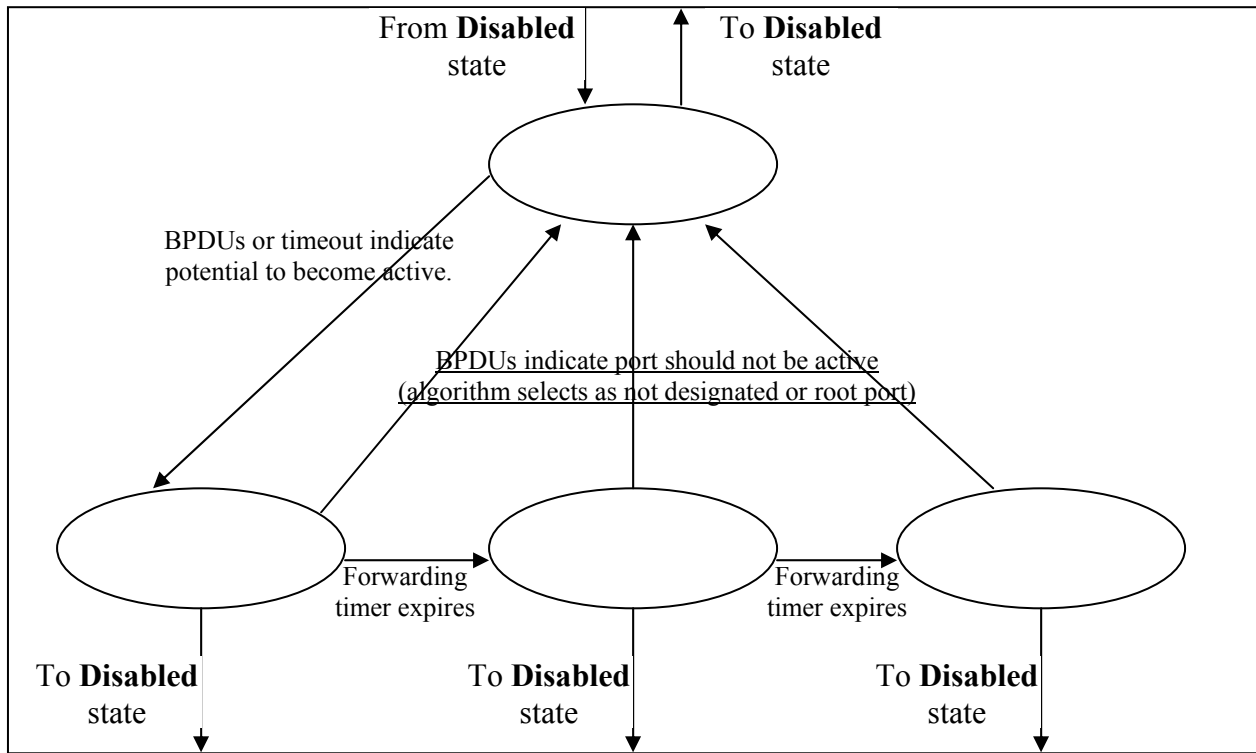 From Disabled
state
To Disabled
state
BPDUs or timeout indicate
potential to become active.
BPDUs indicate port should not be active
(algorithm selects as not designated or root port)
Forwarding
timer expires
Forwarding
timer expires
To Disabled
state
To Disabled
state
To Disabled
state